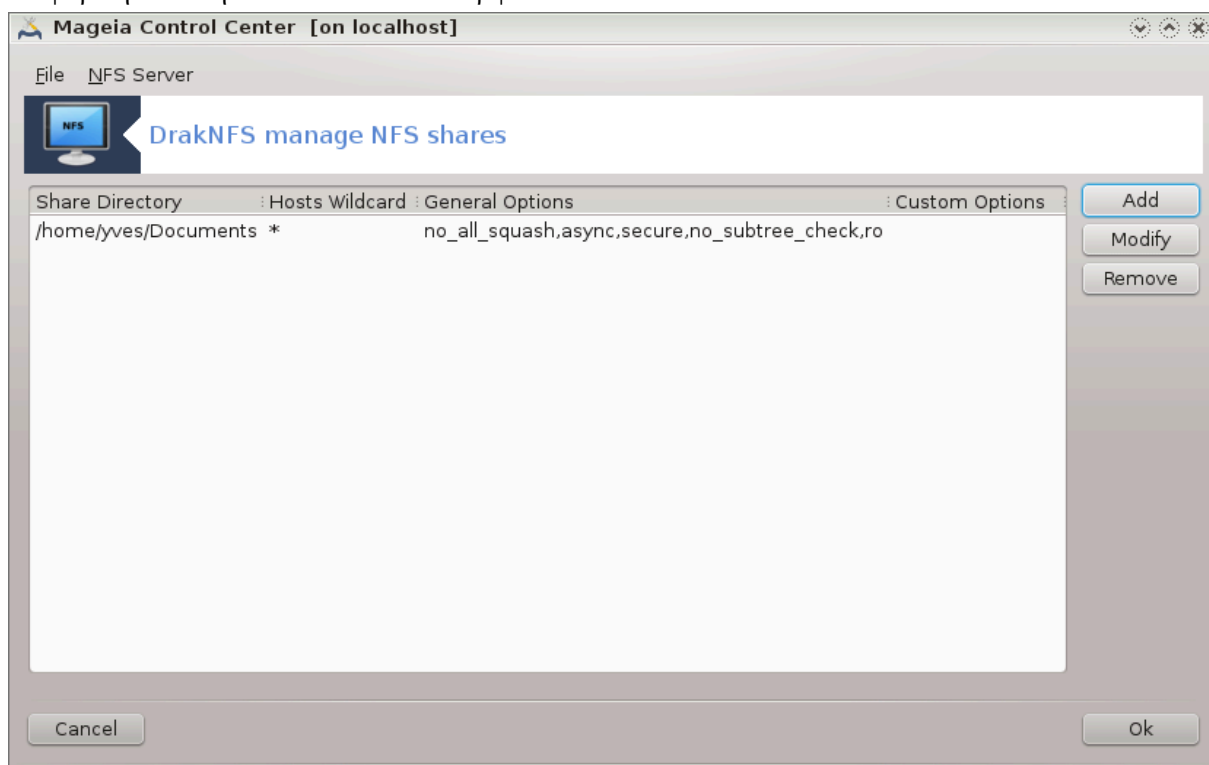 Mageia Control Center [on localhost]
File NFS Server
NFS
DrakNFS manage NFS shares
Share Directory Hosts Wildcard General Options Custom Options
/home/yves/Documents * no_all_squash,async,secure,no_subtree_check,ro
Add
Modify
Remove
Cancel
Ok